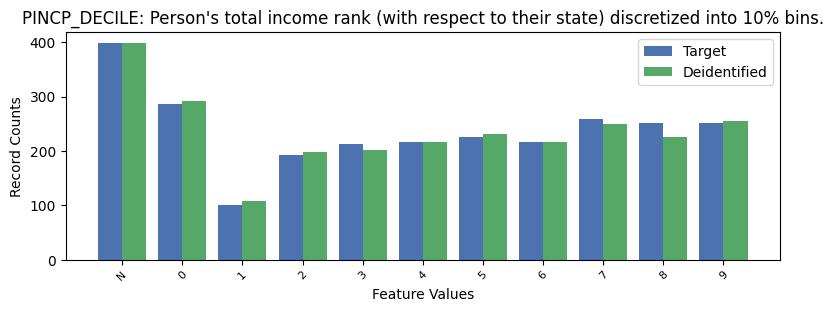 PINCP_DECILE: Person's total income rank (with respect to their state) discretized into 10% bins.
Target
Deidentified
Record Counts
400
300
200
100
0
N 0 1 2 3 4 5 6 7 8 9
Feature Values